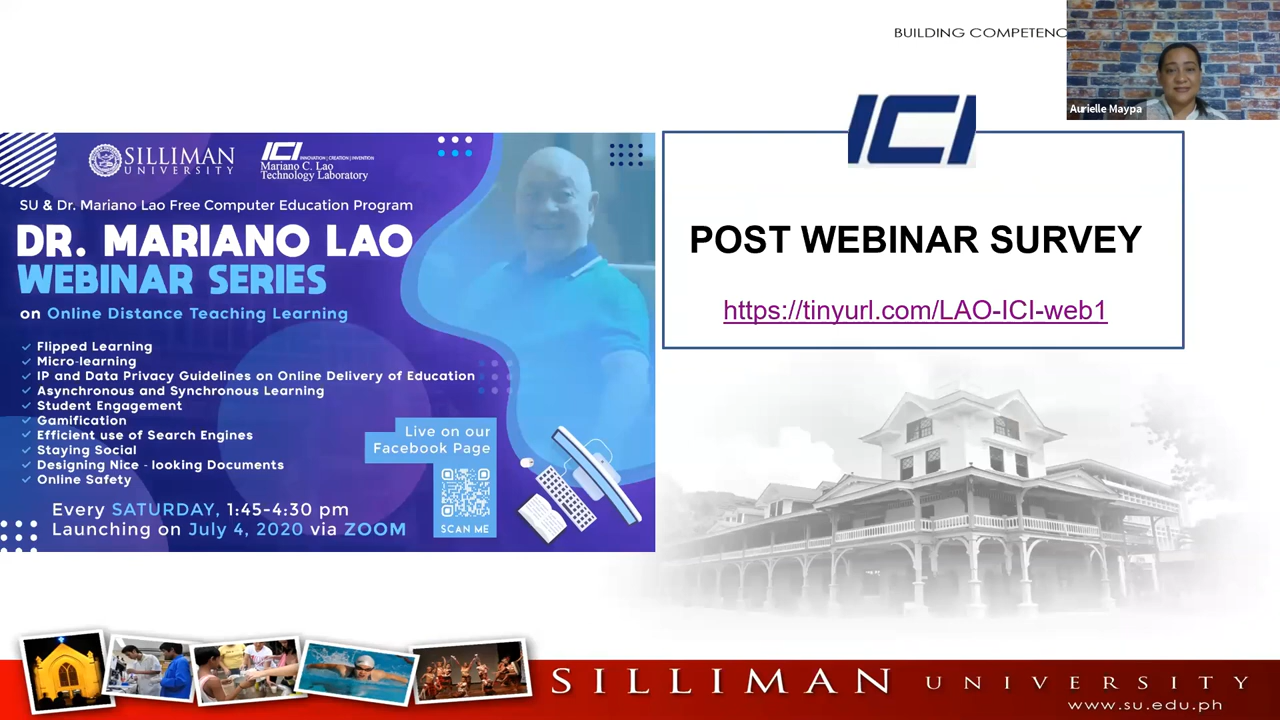 BUILDING COMPETENC
Aurielle Maypa
ICI
SILLIMAN
UNIVERSITY
ICI INNOVATION | CREATION | INVENTION
Mariano C. Lao
Technology Laboratory
SU & Dr. Mariano Lao Free Computer Education Program
DR. MARIANO LAO
WEBINAR SERIES
on Online Distance Teaching Learning
Flipped Learning
Micro-learning
IP and Data Privacy Guidelines on Online Delivery of Education
Asynchronous and Synchronous Learning
Student Engagement
Gamification
Efficient use of Search Engines
Staying Social
Designing Nice - looking Documents
Online Safety
Live on our
Facebook Page
SCAN ME
Every SATURDAY, 1:45-4:30 pm
Launching on July 4, 2020 via ZOOM
POST WEBINAR SURVEY
https://tinyurl.com/LAO-ICI-web1
SILLIMAN UNIVERSITY
www.su.edu.ph